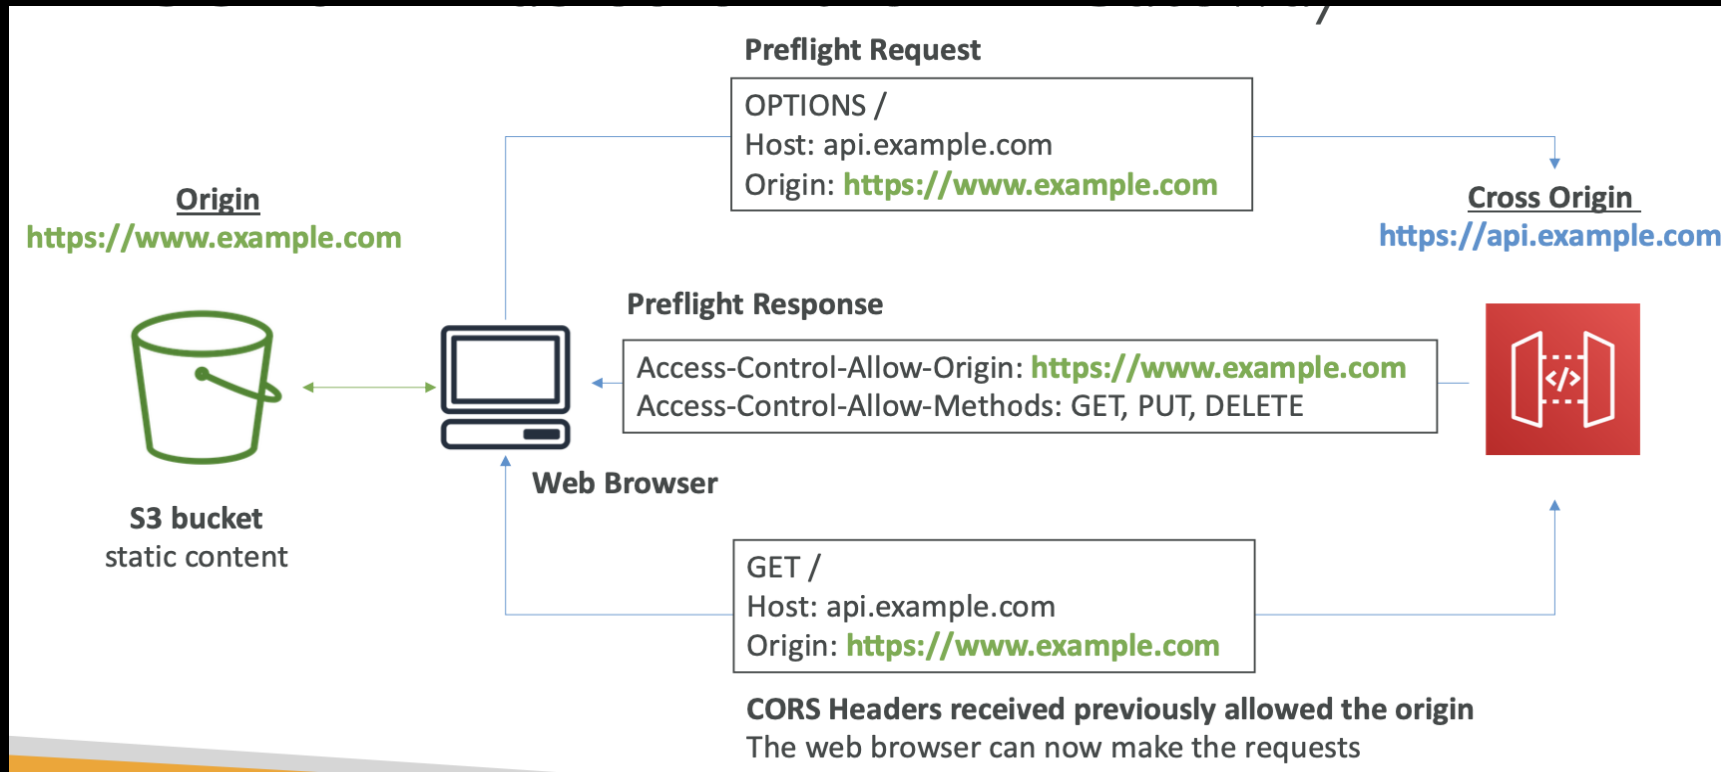 Preflight Request
OPTIONS /
Host: api.example.com
Origin: https://www.example.com
Origin
https://www.example.com
Cross Origin
https://api.example.com
Preflight Response
Access-Control-Allow-Origin: https://www.example.com
Access-Control-Allow-Methods: GET, PUT, DELETE
</>
Web Browser
S3 bucket
static content
GET /
Host: api.example.com
Origin: https://www.example.com
CORS Headers received previously allowed the origin
The web browser can now make the requests